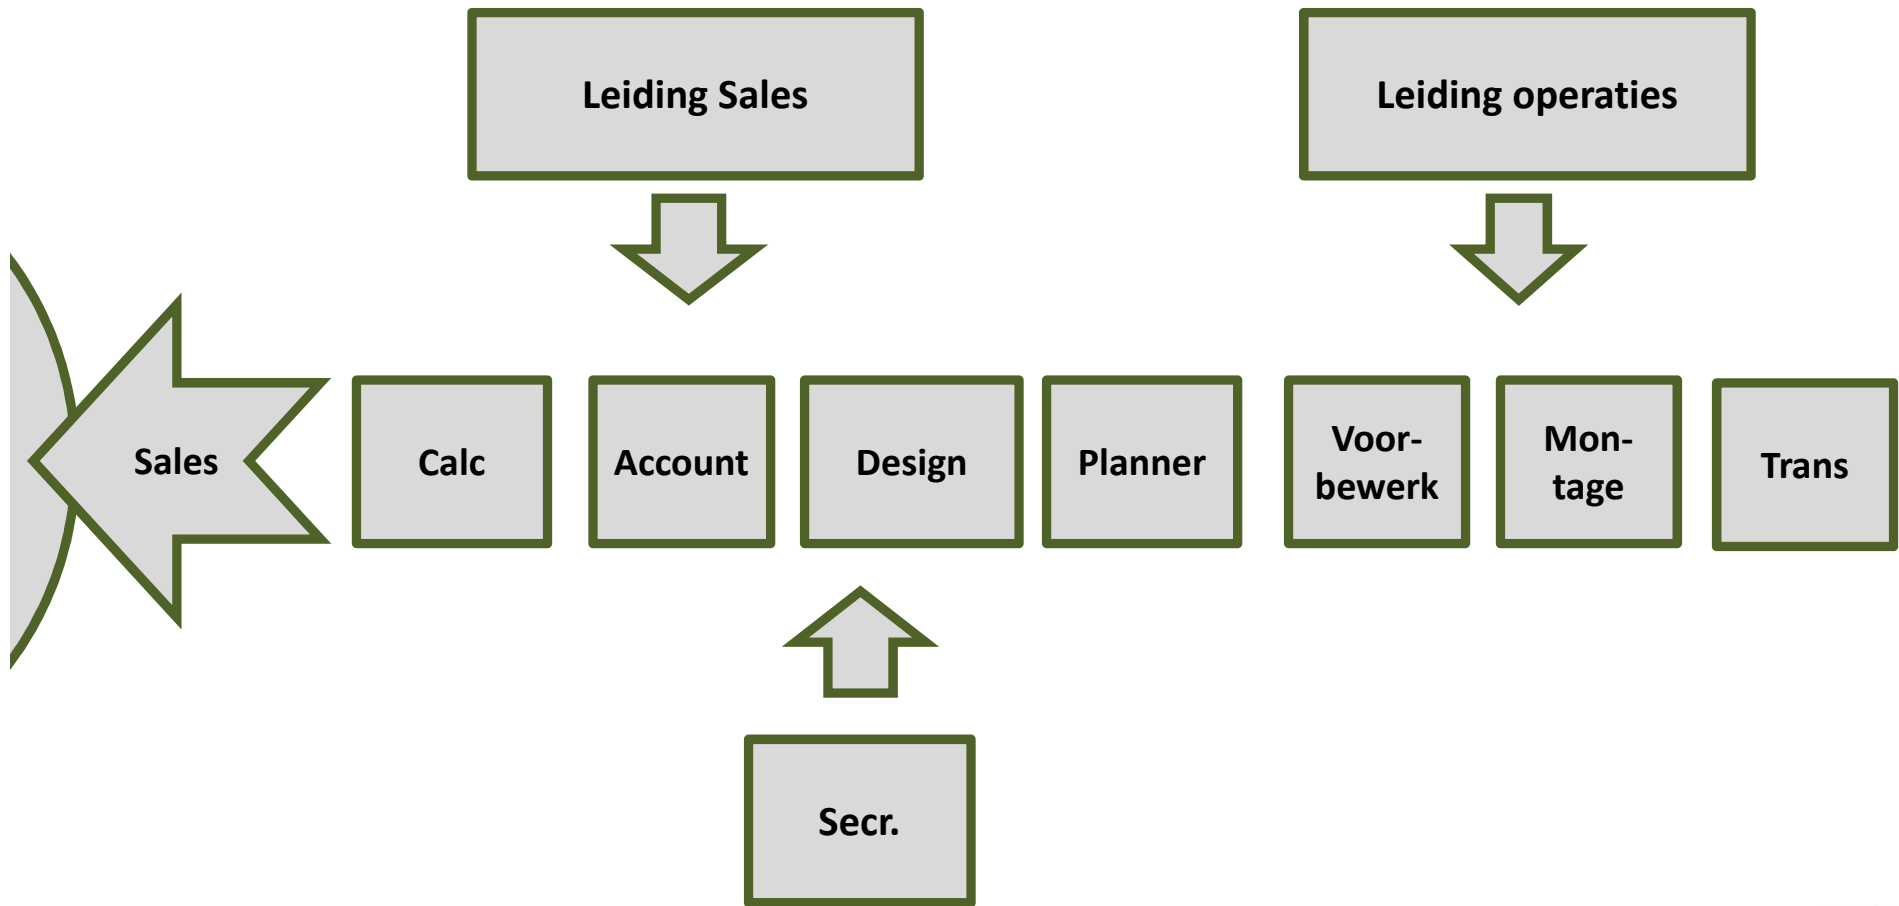 Leiding Sales
Leiding operaties
Sales
Calc
Account
Design
Planner
Voor-
bewerk
Mon-
tage
Trans
Secr.